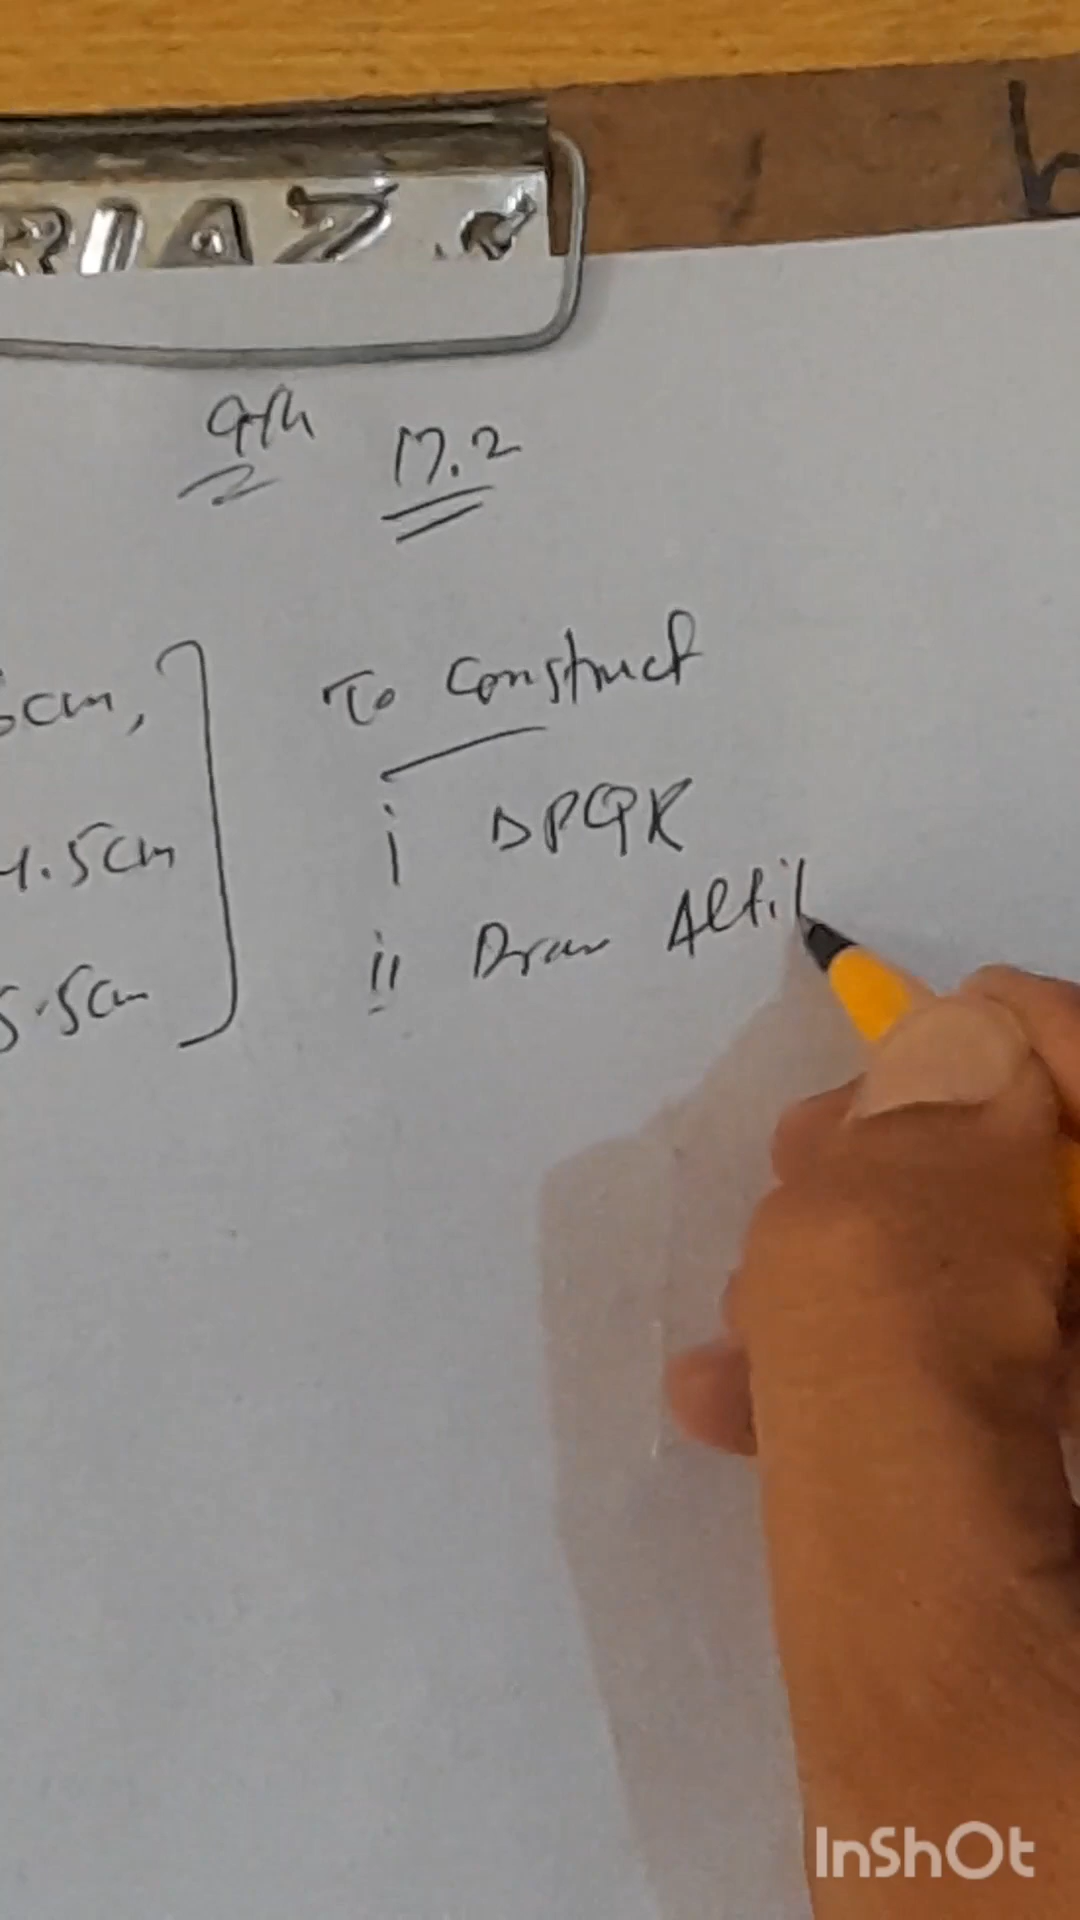 RIAZ
9th 17.2
cm, To Construct
i ΔPQR
4.5cm
ii Draw Altit
5.5cm
InShOt